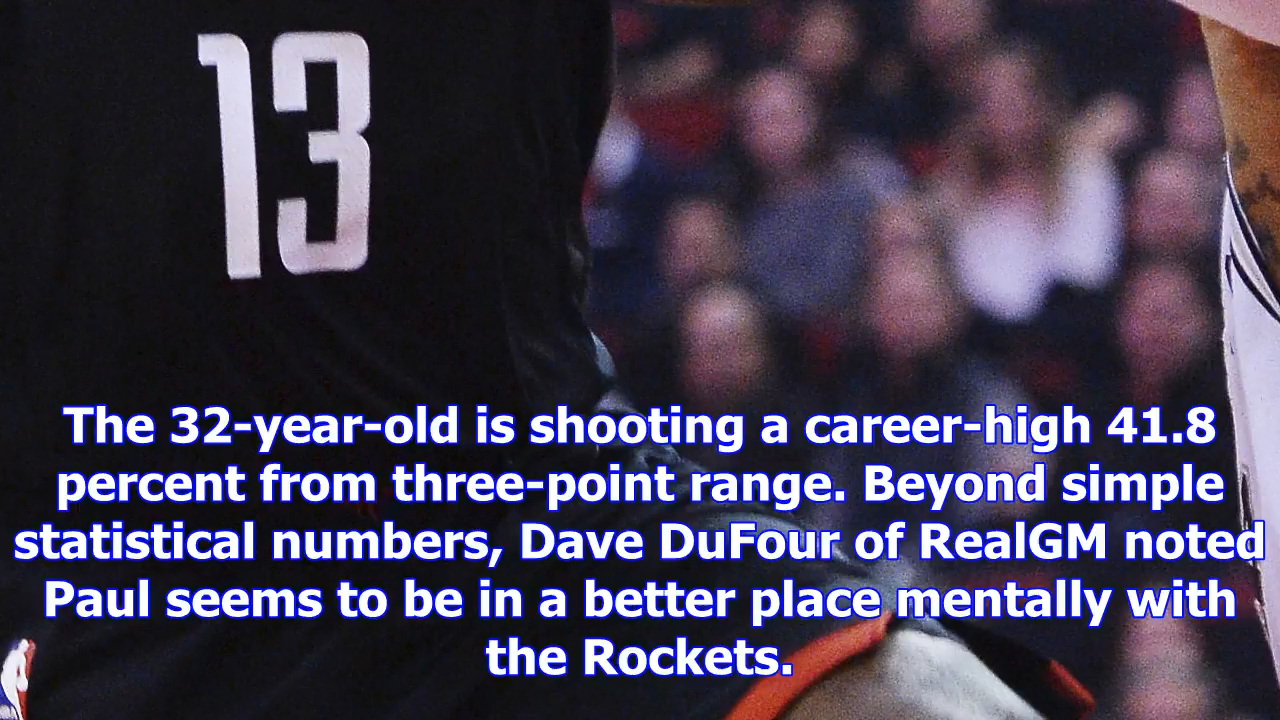 13
The 32-year-old is shooting a career-high 41.8
percent from three-point range. Beyond simple
statistical numbers, Dave DuFour of RealGM noted
Paul seems to be in a better place mentally with
the Rockets.